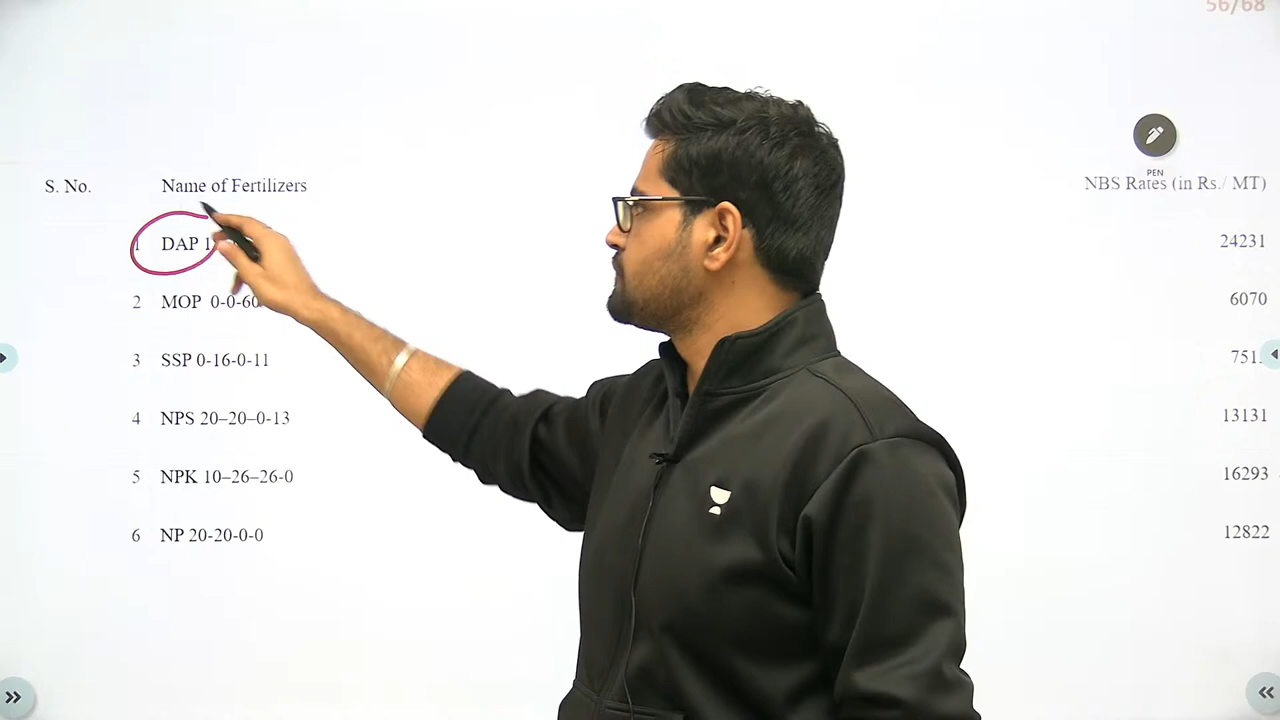 56/68
PEN
S. No. Name of Fertilizers NBS Rates (in Rs./ MT)
1 DAP 24231
2 MOP 0-0-60 6070
3 SSP 0-16-0-11
4 NPS 20–20–0-13 13131
5 NPK 10–26–26-0 16293
6 NP 20-20-0-0 12822